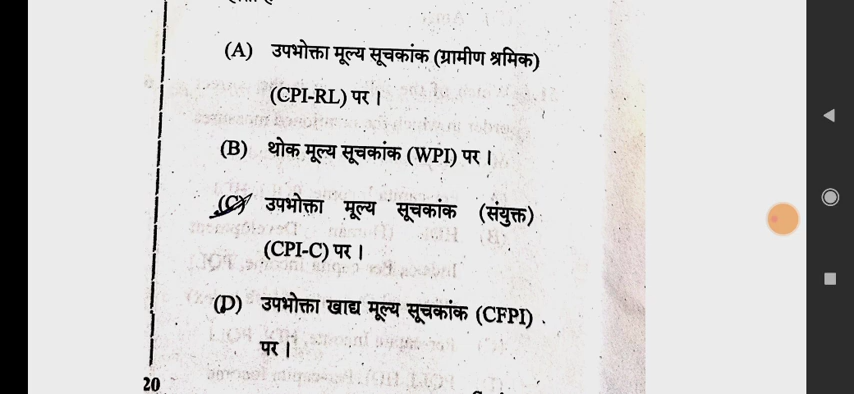 (A) उपभोक्ता मूल्य सूचकांक (ग्रामीण श्रमिक)
(CPI-RL) पर ।
(B) थोक मूल्य सूचकांक (WPI) पर ।
(C) उपभोक्ता मूल्य सूचकांक (संयुक्त)
(CPI-C) पर ।
(D) उपभोक्ता खाद्य मूल्य सूचकांक (CFPI)
पर ।
20